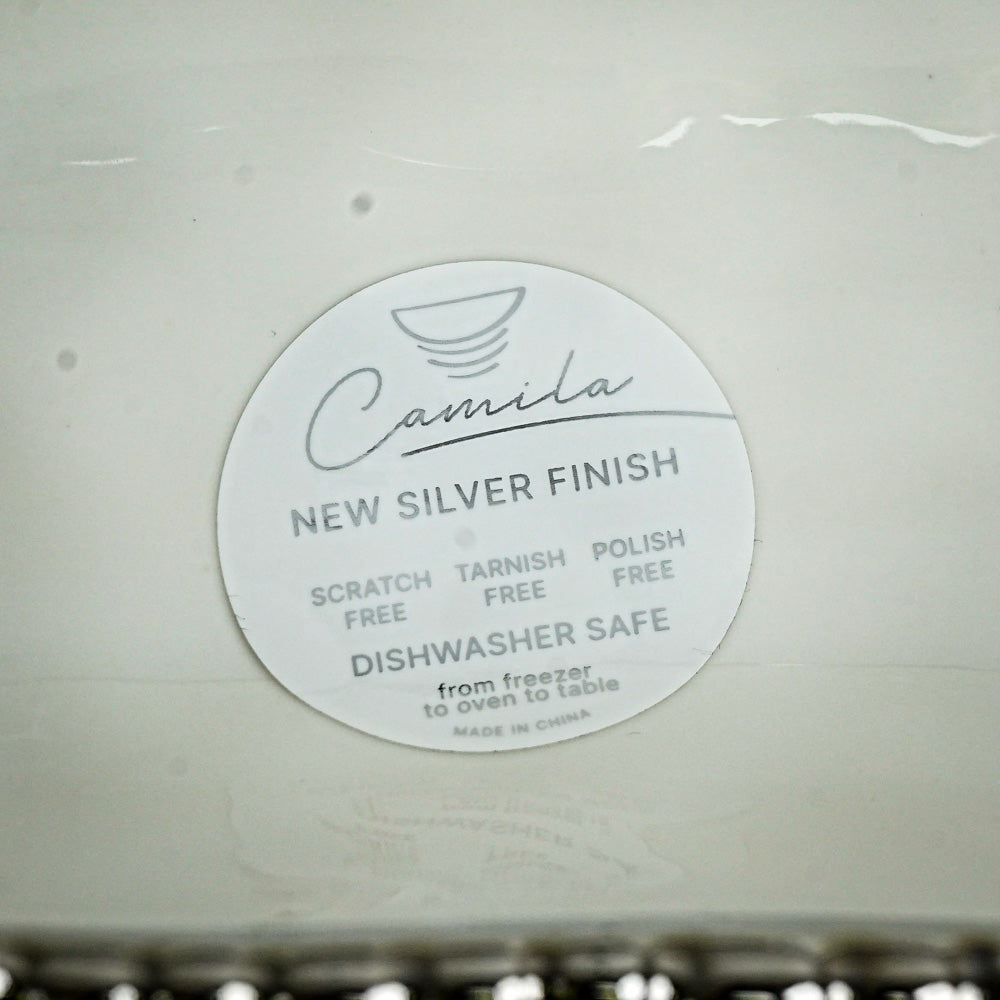 Camila
NEW SILVER FINISH
SCRATCH FREE
TARNISH FREE
POLISH FREE
DISHWASHER SAFE
from freezer
to oven to table
MADE IN CHINA